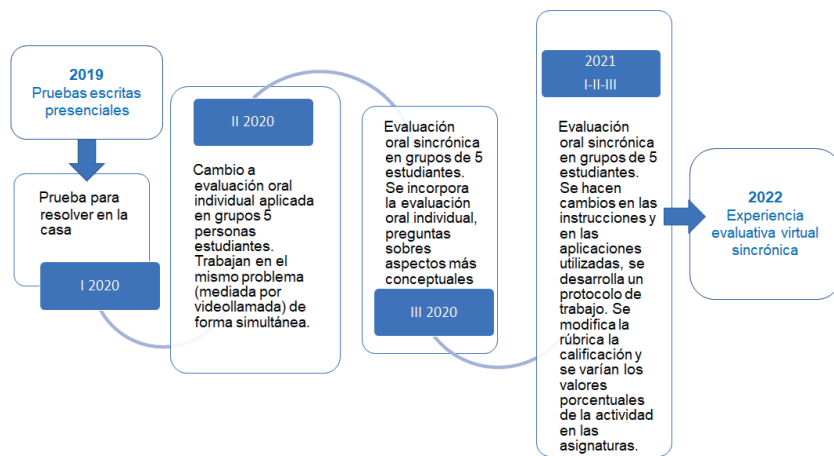 2019
Pruebas escritas
presenciales
Prueba para
resolver en la
casa
I 2020
II 2020
Cambio a
evaluación oral
individual aplicada
en grupos 5
personas
estudiantes.
Trabajan en el
mismo problema
(mediada por
videollamada) de
forma simultánea.
Evaluación
oral sincrónica
en grupos de 5
estudiantes.
Se incorpora
la evaluación
oral individual,
preguntas
sobre
aspectos más
conceptuales
III 2020
2021
I-II-III
Evaluación
oral sincrónica
en grupos de 5
estudiantes.
Se hacen
cambios en las
instrucciones y
en las
aplicaciones
utilizadas, se
desarrolla un
protocolo de
trabajo. Se
modifica la
rúbrica la
calificación y
se varían los
valores
porcentuales
de la actividad
en las
asignaturas.
2022
Experiencia
evaluativa virtual
sincrónica